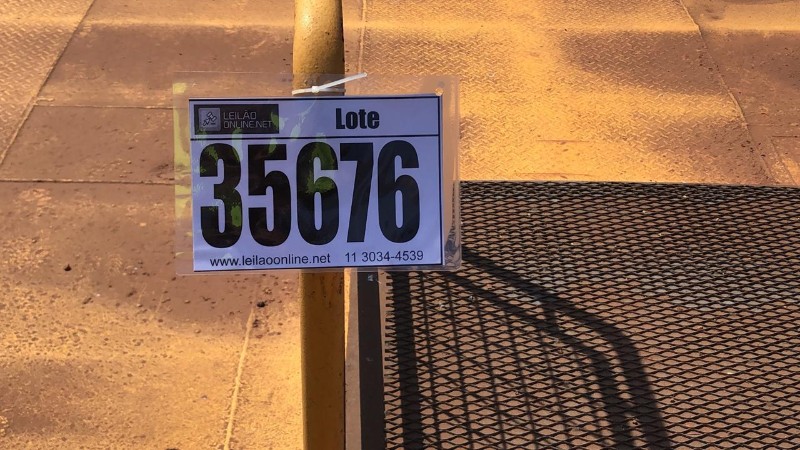 LEILAO
ONLINE.NET
Lote
35676
www.leilaoonline.net 11 3034-4539